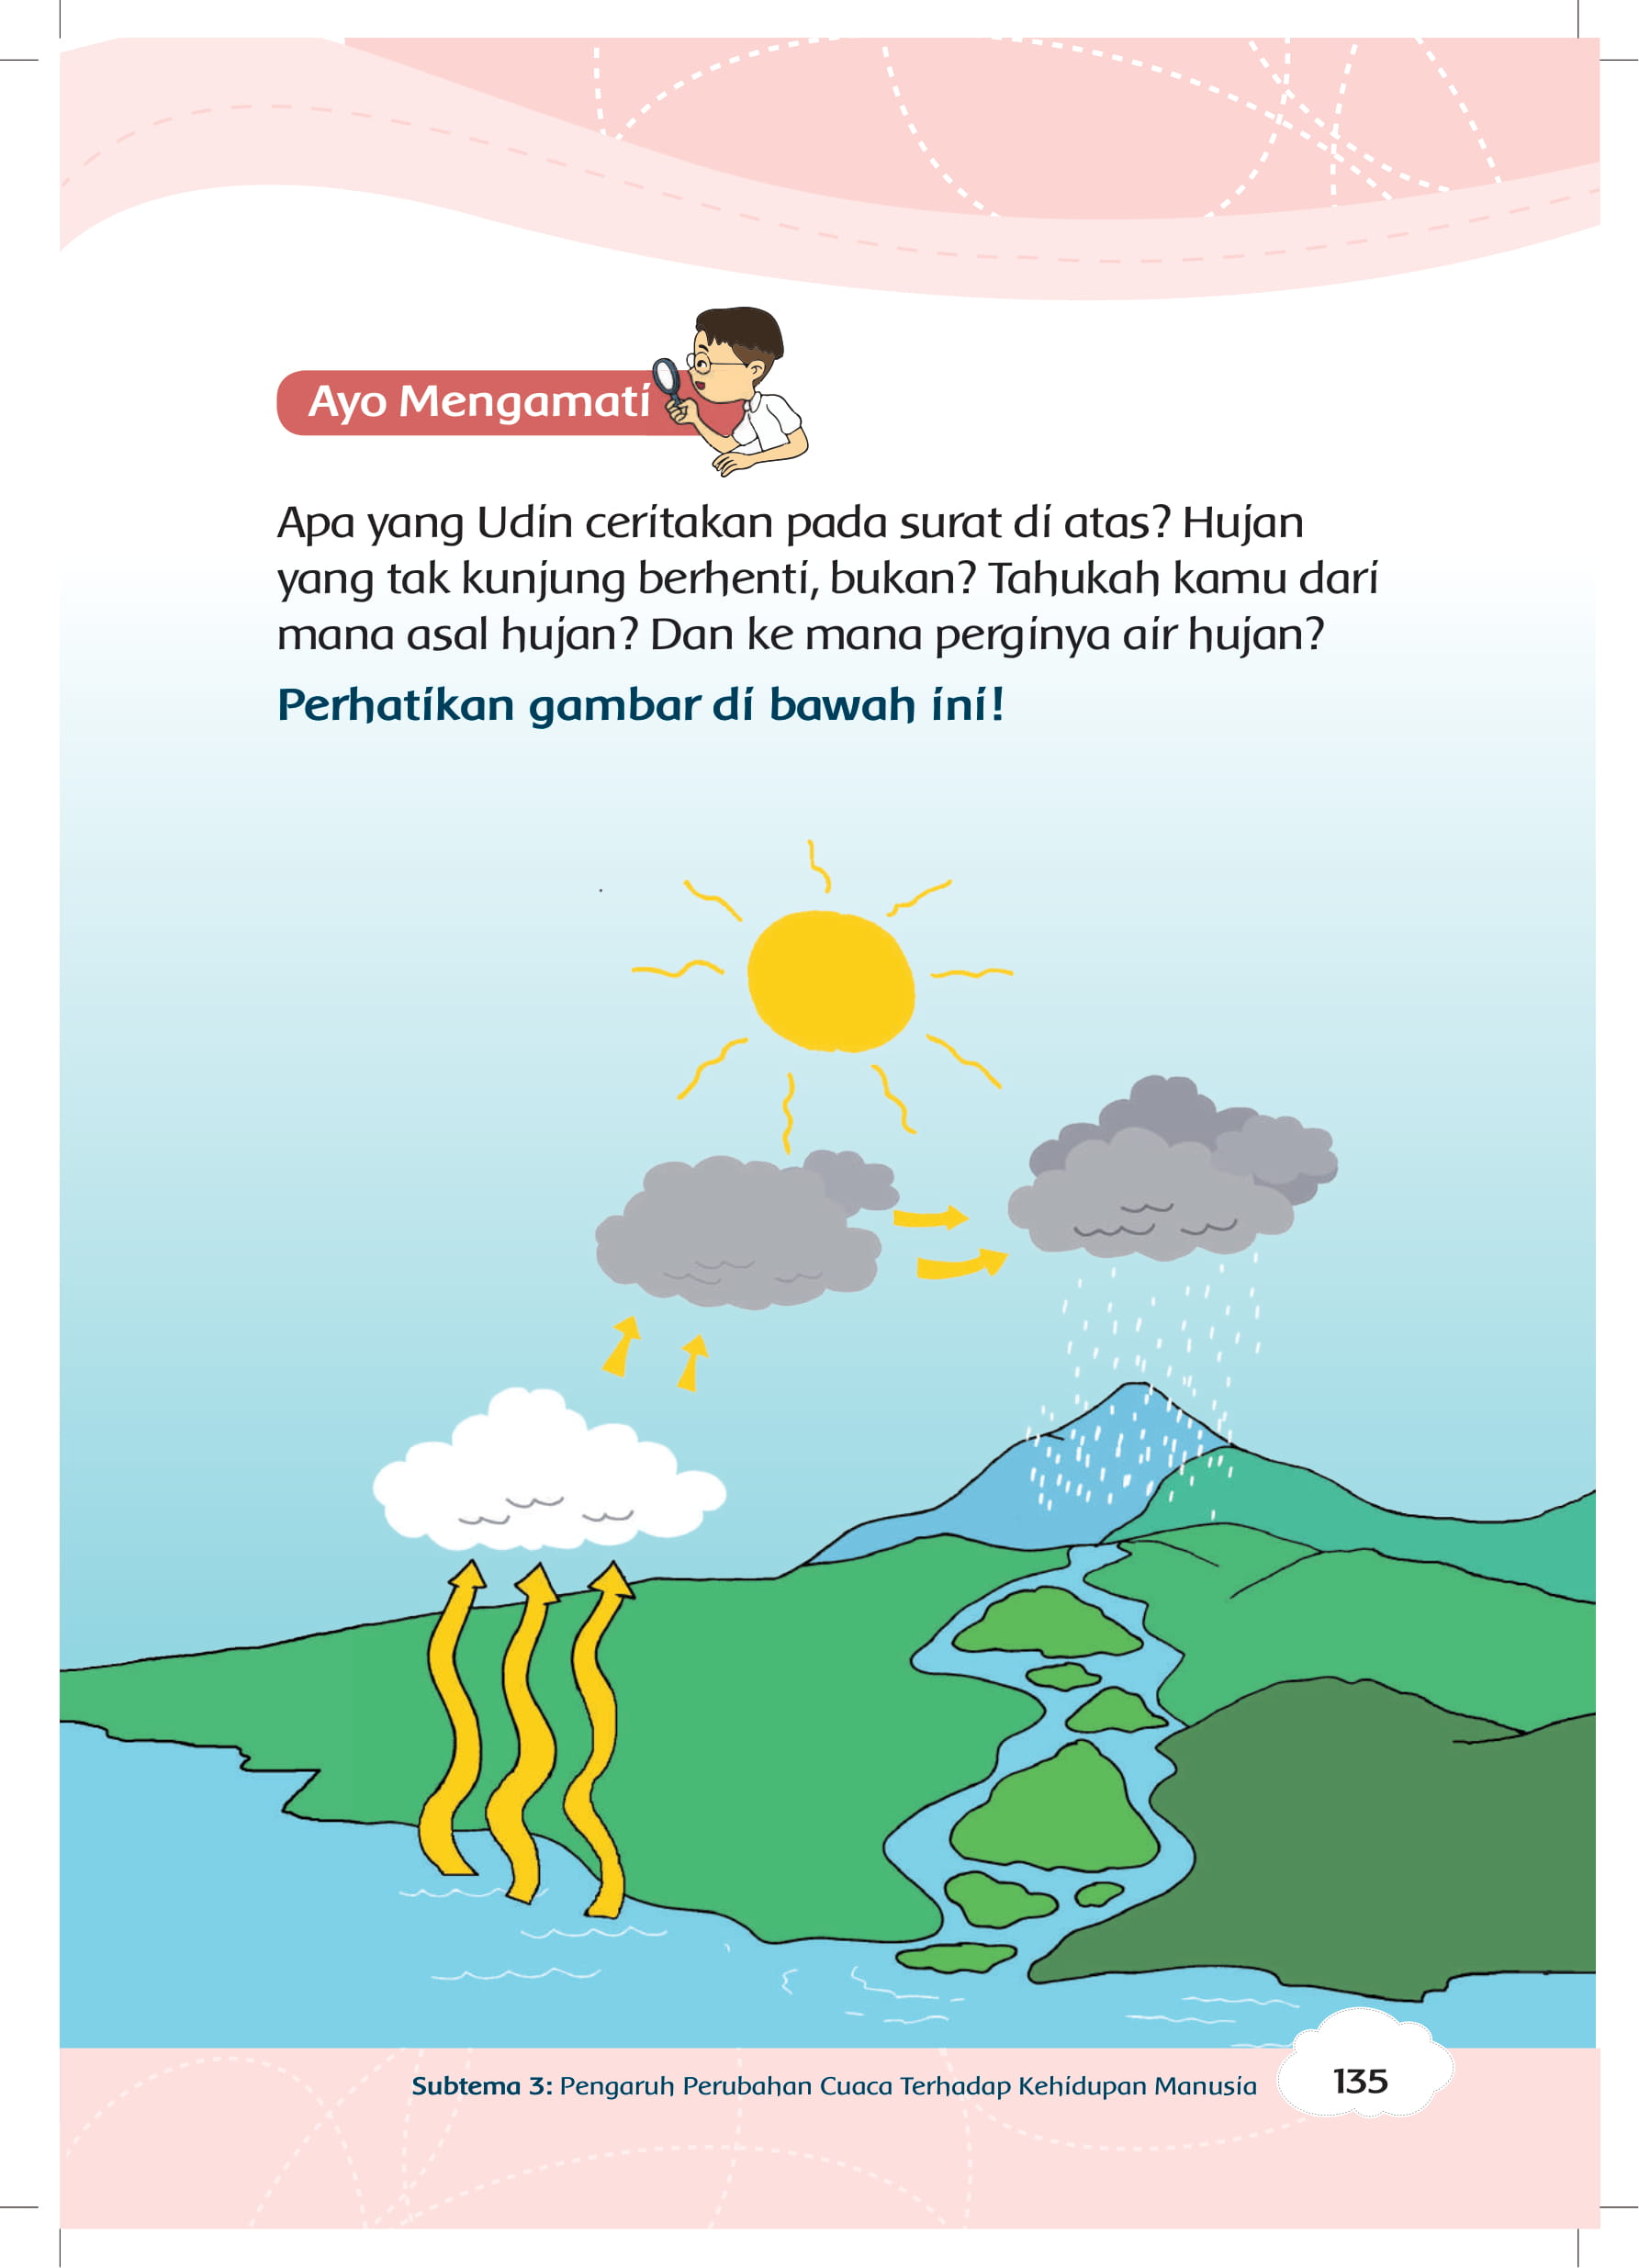 Ayo Mengamati
Apa yang Udin ceritakan pada surat di atas? Hujan
yang tak kunjung berhenti, bukan? Tahukah kamu dari
mana asal hujan? Dan ke mana perginya air hujan?
Perhatikan gambar di bawah ini!
Subtema 3: Pengaruh Perubahan Cuaca Terhadap Kehidupan Manusia
135